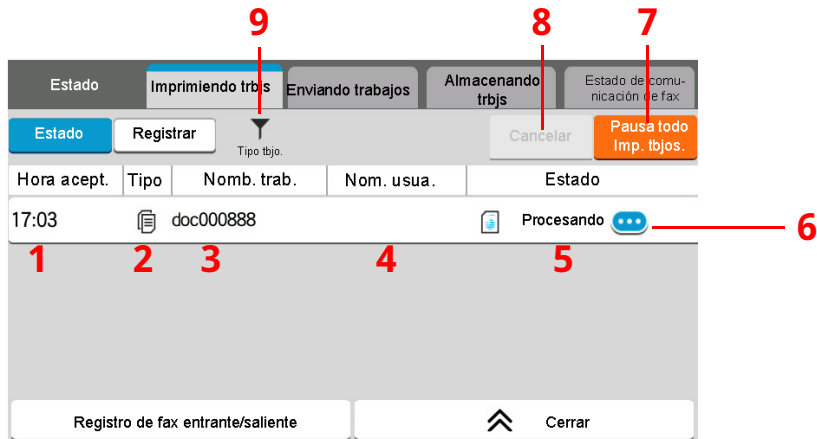 9
8
7
Estado
Imprimiendo trbjs
Enviando trabajos
Almacenando
trbjs
Estado de comu-
nicación de fax
Estado
Registrar
Tipo tbjo.
Cancelar
Pausa todo
Imp. tbjos.
Hora acept.
Tipo
Nomb. trab.
Nom. usua.
Estado
17:03
doc000888
Procesando
6
1
2
3
4
5
Registro de fax entrante/saliente
Cerrar